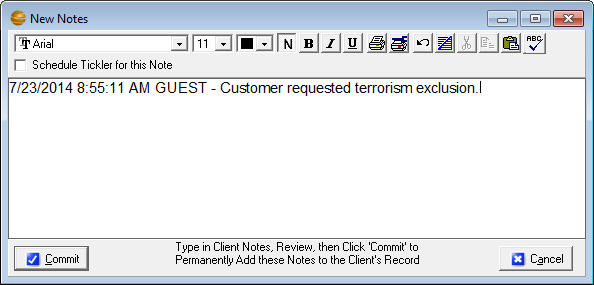 New Notes
Arial 11 N B I U ABC
Schedule Tickler for this Note
7/23/2014 8:55:11 AM GUEST - Customer requested terrorism exclusion.
Type in Client Notes, Review, then Click 'Commit' to
Commit Cancel
Permanently Add these Notes to the Client's Record